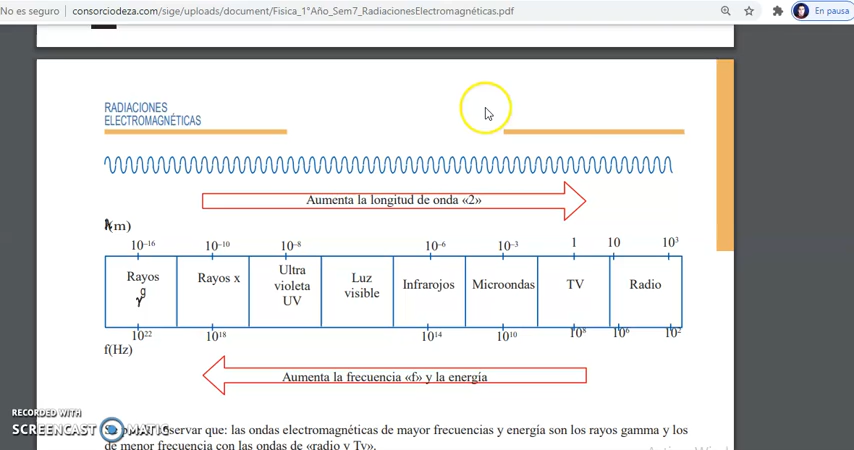 No es seguro consorciodeza.com/sige/uploads/document/Fisica_1°Año_Sem7_RadiacionesElectromagnéticas.pdf En pausa
RADIACIONES
ELECTROMAGNÉTICAS
Aumenta la longitud de onda «2»
(m)
10⁻¹⁶ 10⁻¹⁰ 10⁻⁸ 10⁻⁶ 10⁻³ 1 10 10³
Rayos γ
Rayos x
Ultra violeta UV
Luz visible
Infrarojos
Microondas
TV
Radio
10²² 10¹⁸ 10¹⁴ 10¹⁰ 10⁸ 10⁶ 10²
f(Hz)
Aumenta la frecuencia «f» y la energía
RECORDED WITH
SCREENCAST MATIC
observar que: las ondas electromagnéticas de mayor frecuencias y energía son los rayos gamma y los
de menor frecuencia con las ondas de «radio y Tv».